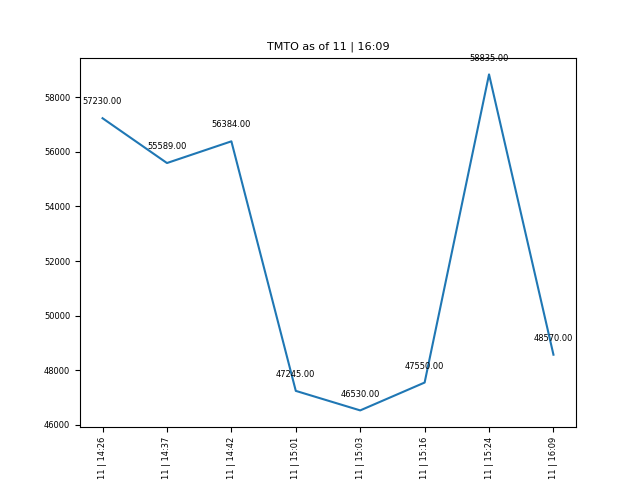 TMTO as of 11 | 16:09
58835.00
58000
57230.00
56384.00
55589.00
56000
54000
52000
50000
48570.00
48000
47245.00
47550.00
46530.00
46000
11 | 14:26
11 | 14:37
11 | 14:42
11 | 15:01
11 | 15:03
11 | 15:16
11 | 15:24
11 | 16:09